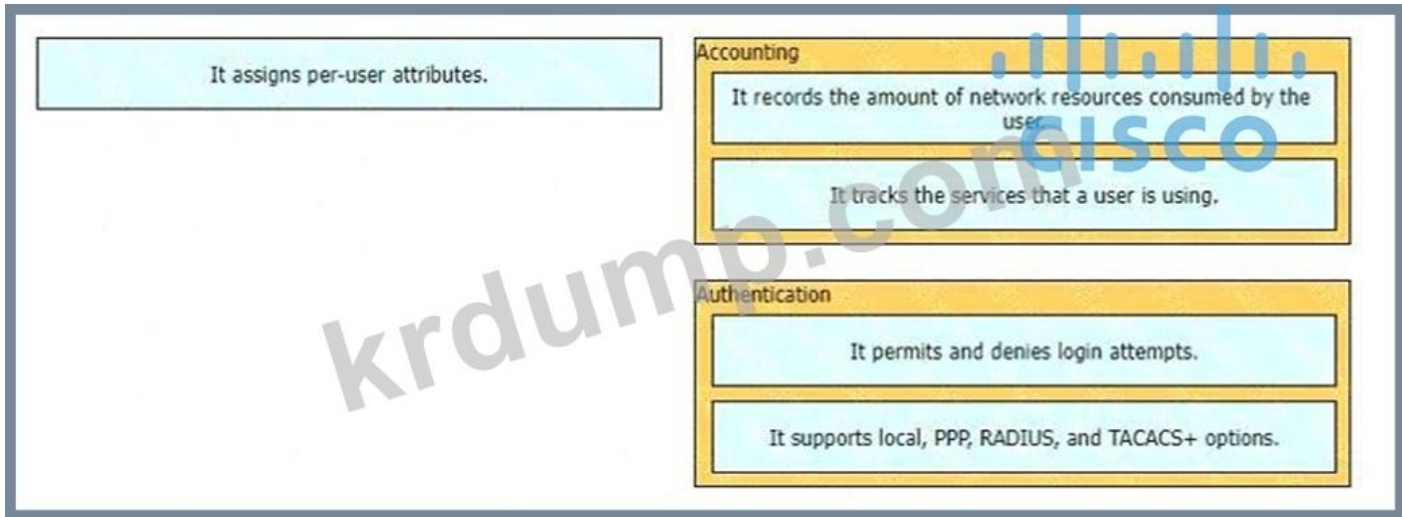 It assigns per-user attributes.
Accounting
It records the amount of network resources consumed by the
user.
It tracks the services that a user is using.
Authentication
It permits and denies login attempts.
It supports local, PPP, RADIUS, and TACACS+ options.
CISCO
krdump.com